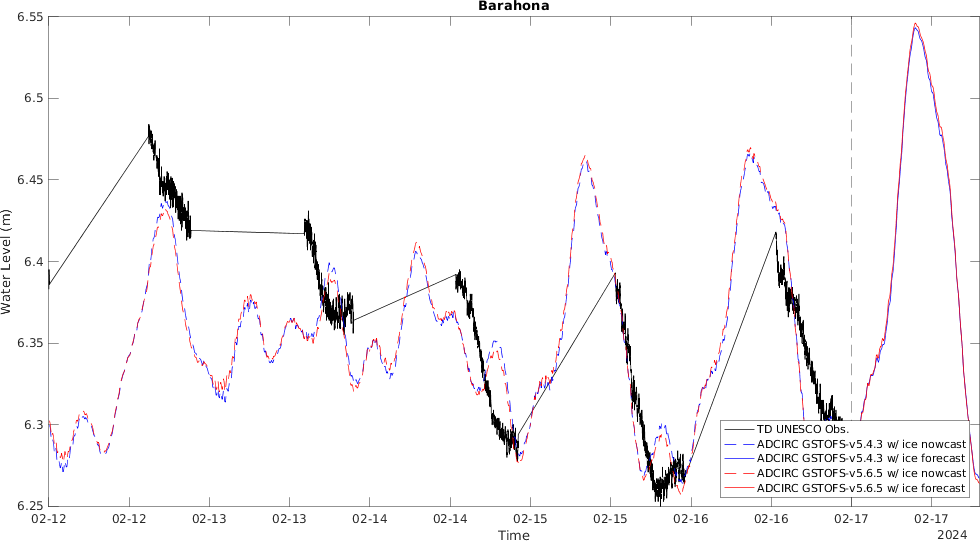 Barahona
6.55
6.5
6.45
6.4
6.35
6.3
6.25
Water Level (m)
TD UNESCO Obs.
ADCIRC GSTOFS-v5.4.3 w/ ice nowcast
ADCIRC GSTOFS-v5.4.3 w/ ice forecast
ADCIRC GSTOFS-v5.6.5 w/ ice nowcast
ADCIRC GSTOFS-v5.6.5 w/ ice forecast
02-12 02-12 02-13 02-13 02-14 02-14 02-15 02-15 02-16 02-16 02-17 02-17
Time
2024